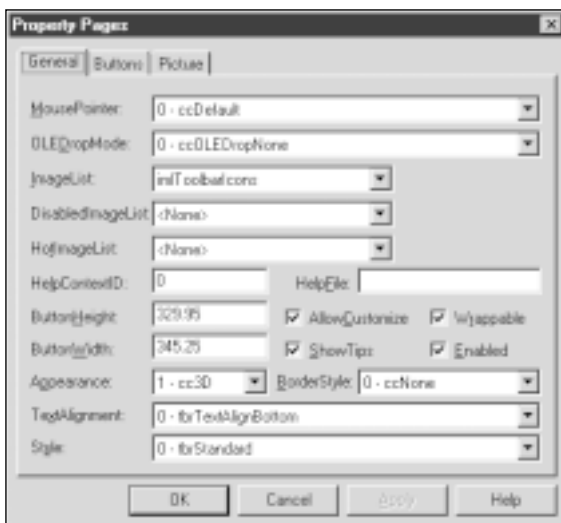 Property Pages
General Buttons Picture
MousePointer: 0 - ccDefault
OLEDropMode: 0 - ccOLEDropNone
ImageList: imlToolbarIcons
DisabledImageList: <None>
HotImageList: <None>
HelpContextID: 0 HelpFile:
ButtonHeight: 329.95 AllowCustomize Wrappable
ButtonWidth: 345.25 ShowTips Enabled
Appearance: 1 - cc3D BorderStyle: 0 - ccNone
TextAlignment: 0 - tbrTextAlignBottom
Style: 0 - tbrStandard
OK Cancel Apply Help